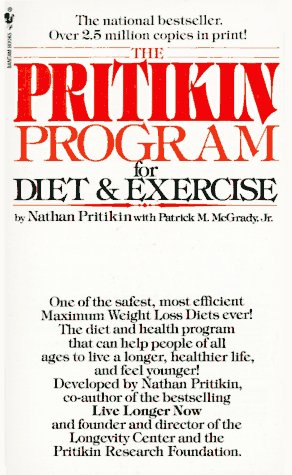 The national bestseller.
Over 2.5 million copies in print!
BANTAM BOOKS
THE
PRITIKIN
PROGRAM
for
DIET & EXERCISE
by Nathan Pritikin with Patrick M. McGrady, Jr.
One of the safest, most efficient
Maximum Weight Loss Diets ever!
The diet and health program
that can help people of all
ages to live a longer, healthier life,
and feel younger!
Developed by Nathan Pritikin,
co-author of the bestselling
Live Longer Now
and founder and director of the
Longevity Center and the
Pritikin Research Foundation.